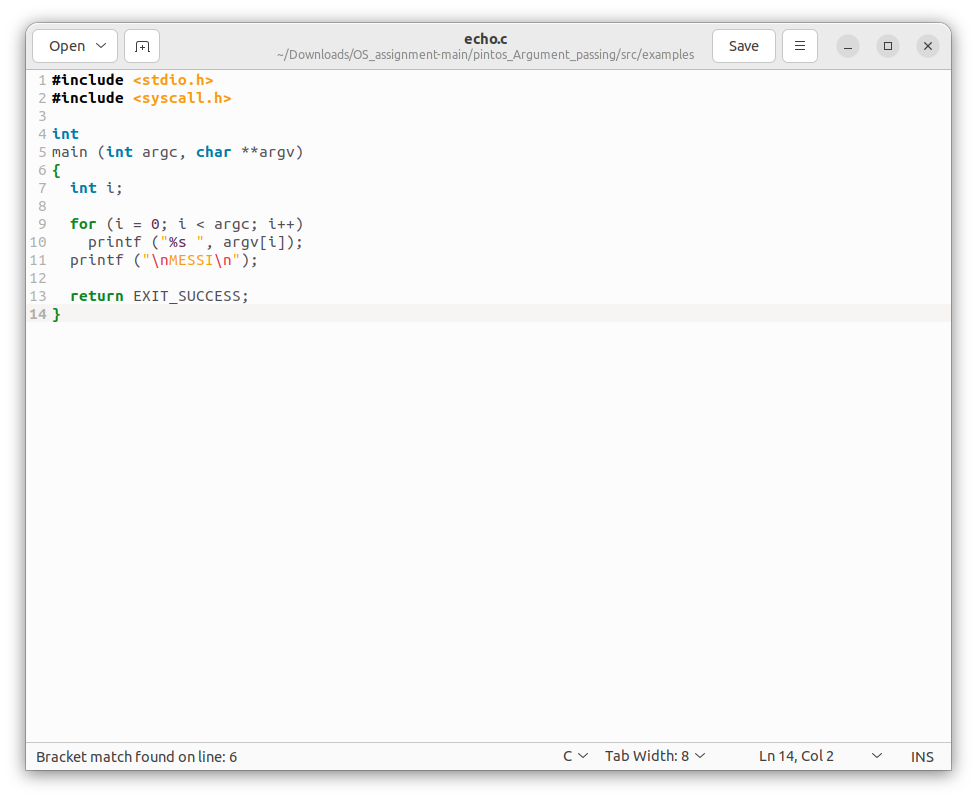 Open
echo.c
~/Downloads/OS_assignment-main/pintos_Argument_passing/src/examples
Save
1 #include <stdio.h>
2 #include <syscall.h>
3
4 int
5 main (int argc, char **argv)
6 {
7   int i;
8
9   for (i = 0; i < argc; i++)
10     printf ("%s ", argv[i]);
11   printf ("\nMESSI\n");
12
13   return EXIT_SUCCESS;
14 }
Bracket match found on line: 6
C
Tab Width: 8
Ln 14, Col 2
INS